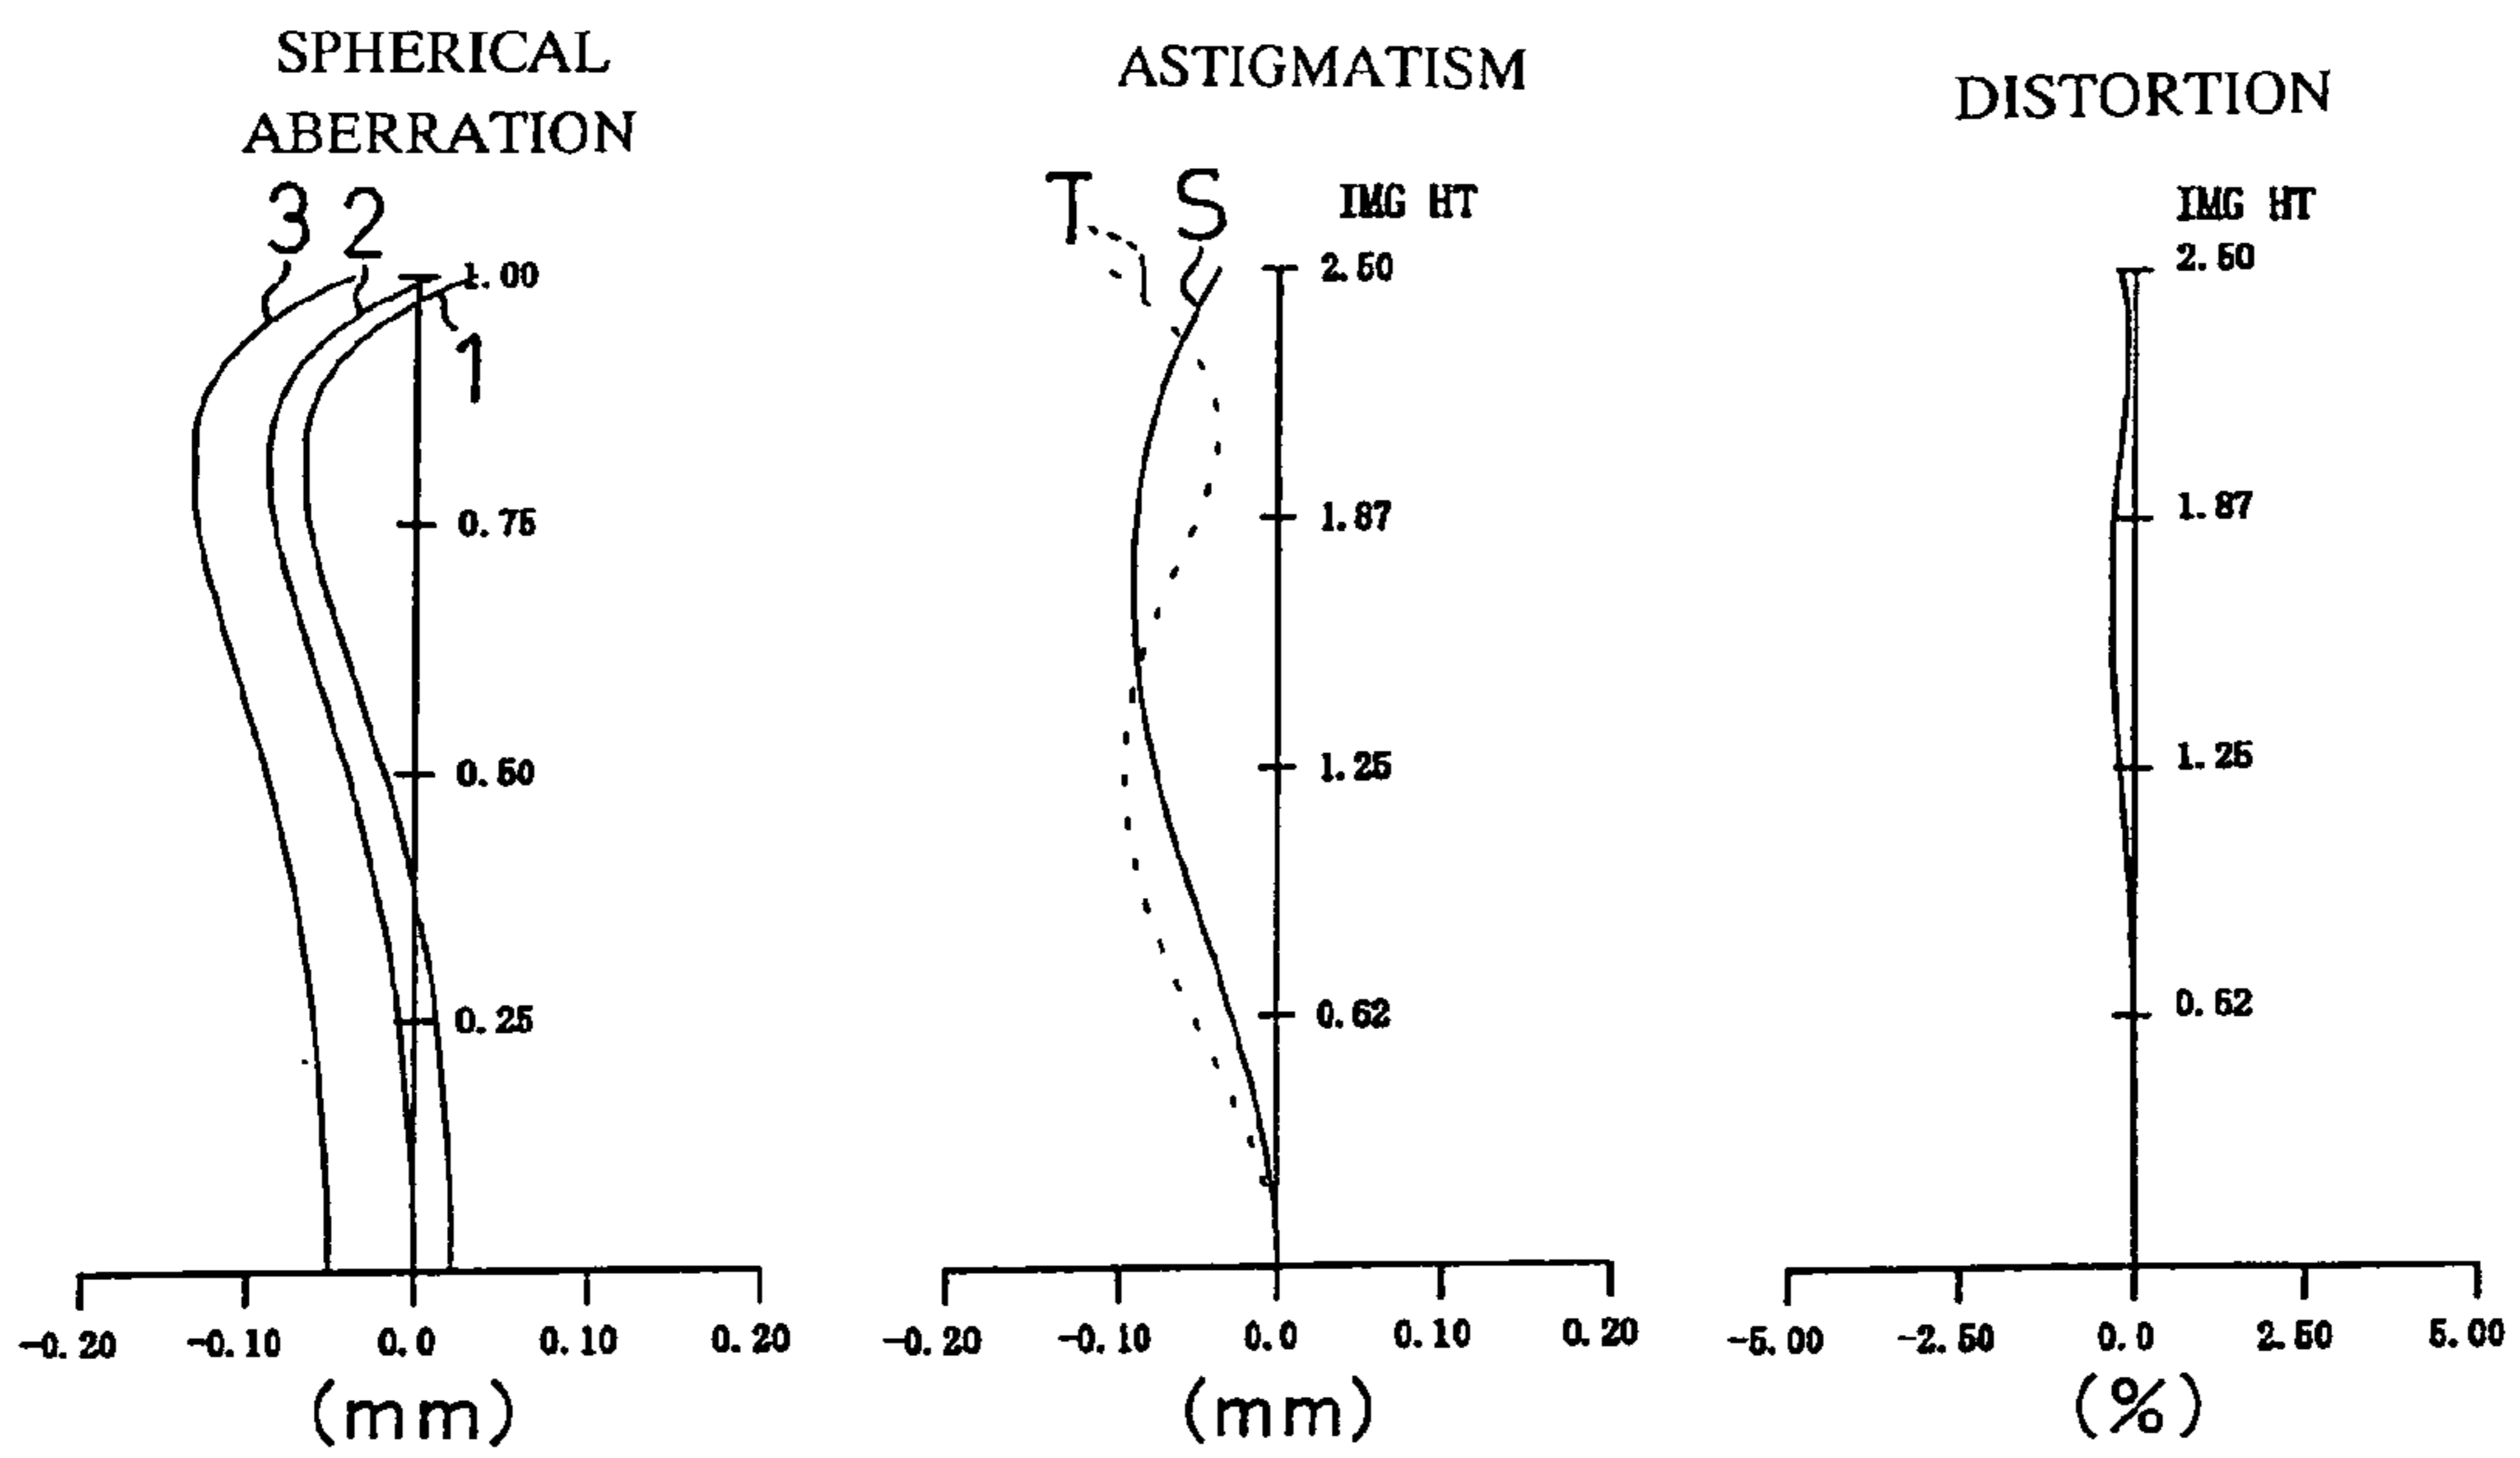 SPHERICAL
ABERRATION
3 2
1.00
1
0.75
0.50
0.25
-0.20 -0.10 0.0 0.10 0.20
(mm)
ASTIGMATISM
T S IMG HT
2.50
1.87
1.25
0.62
-0.20 -0.10 0.0 0.10 0.20
(mm)
DISTORTION
IMG HT
2.50
1.87
1.25
0.62
-5.00 -2.50 0.0 2.50 5.00
(%)